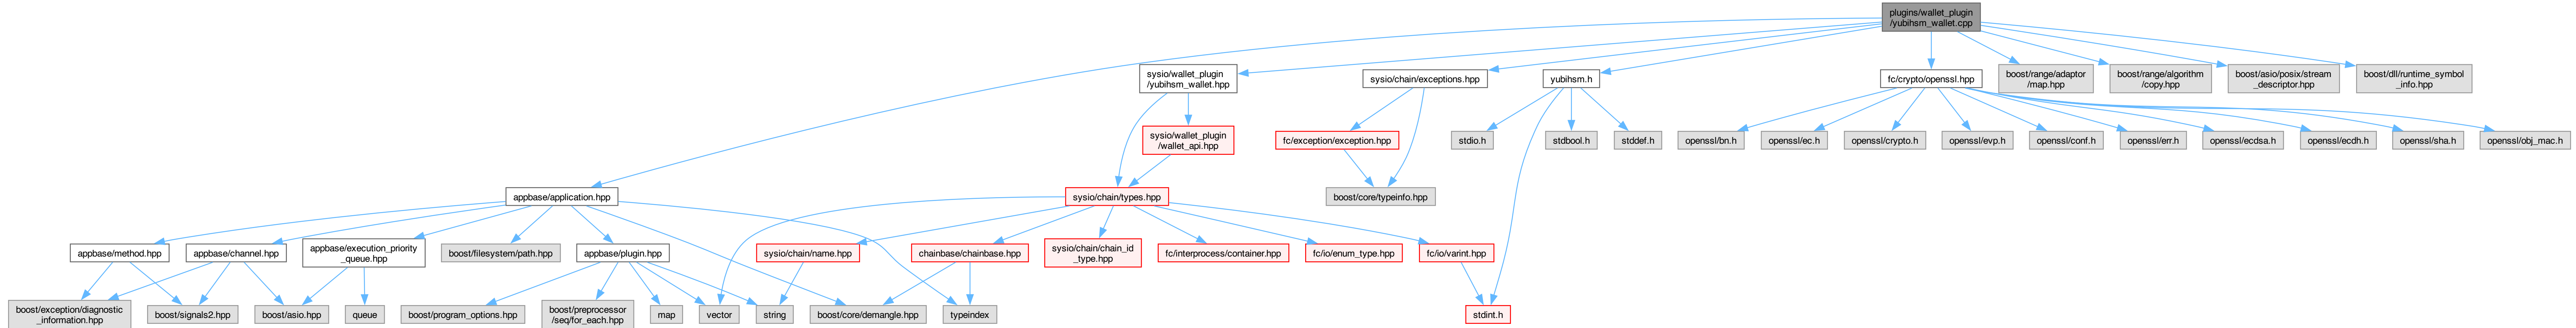 plugins/wallet_plugin
/yubihsm_wallet.cpp
sysio/wallet_plugin
/yubihsm_wallet.hpp
sysio/chain/exceptions.hpp
yubihsm.h
fc/crypto/openssl.hpp
boost/range/adaptor
/map.hpp
boost/range/algorithm
/copy.hpp
boost/asio/posix/stream
_descriptor.hpp
boost/dll/runtime_symbol
_info.hpp
sysio/wallet_plugin
/wallet_api.hpp
fc/exception/exception.hpp
stdio.h
stdbool.h
stddef.h
openssl/bn.h
openssl/ec.h
openssl/crypto.h
openssl/evp.h
openssl/conf.h
openssl/err.h
openssl/ecdsa.h
openssl/ecdh.h
openssl/sha.h
openssl/obj_mac.h
appbase/application.hpp
sysio/chain/types.hpp
boost/core/typeinfo.hpp
appbase/method.hpp
appbase/channel.hpp
appbase/execution_priority
_queue.hpp
boost/filesystem/path.hpp
appbase/plugin.hpp
sysio/chain/name.hpp
chainbase/chainbase.hpp
sysio/chain/chain_id
_type.hpp
fc/interprocess/container.hpp
fc/io/enum_type.hpp
fc/io/varint.hpp
boost/exception/diagnostic
_information.hpp
boost/signals2.hpp
boost/asio.hpp
queue
boost/program_options.hpp
boost/preprocessor
/seq/for_each.hpp
map
vector
string
boost/core/demangle.hpp
typeindex
stdint.h